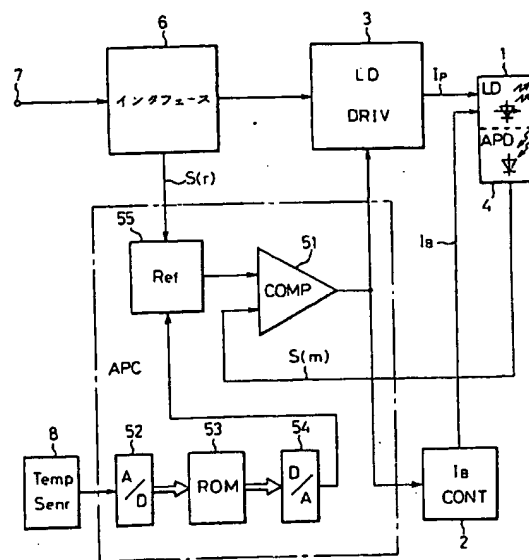 6
3
7
インタフェース
LD
DRIV
IP
1
LD
APD
4
S(r)
55
Ref
51
COMP
IB
APC
S(m)
8
Temp
Senr
52
A/D
53
ROM
54
D/A
IB
CONT
2